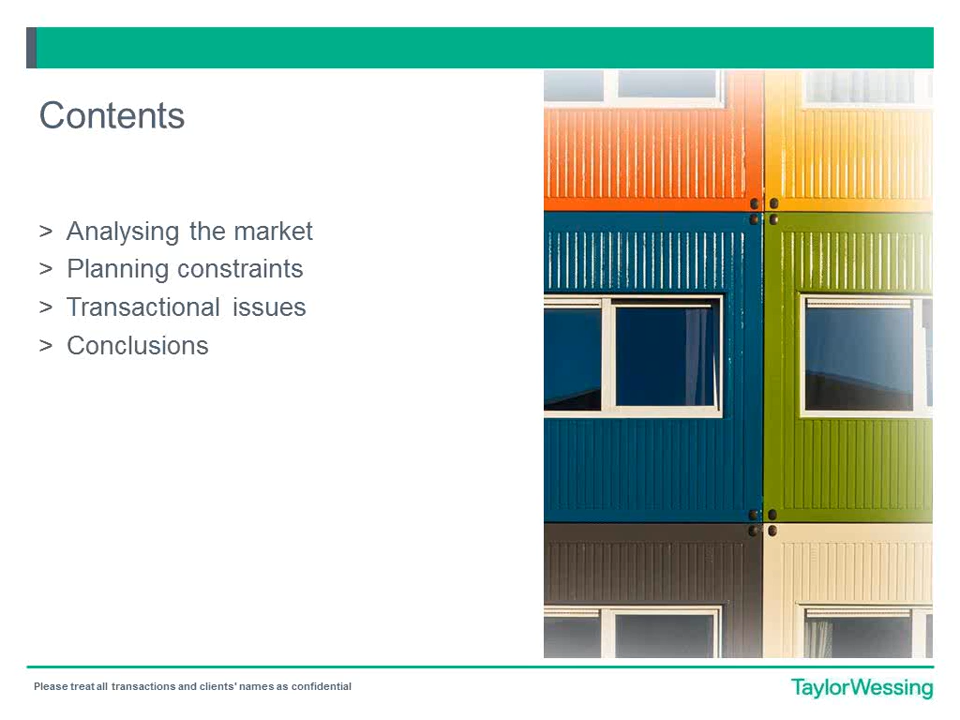 Contents
> Analysing the market
> Planning constraints
> Transactional issues
> Conclusions
Please treat all transactions and clients' names as confidential
TaylorWessing